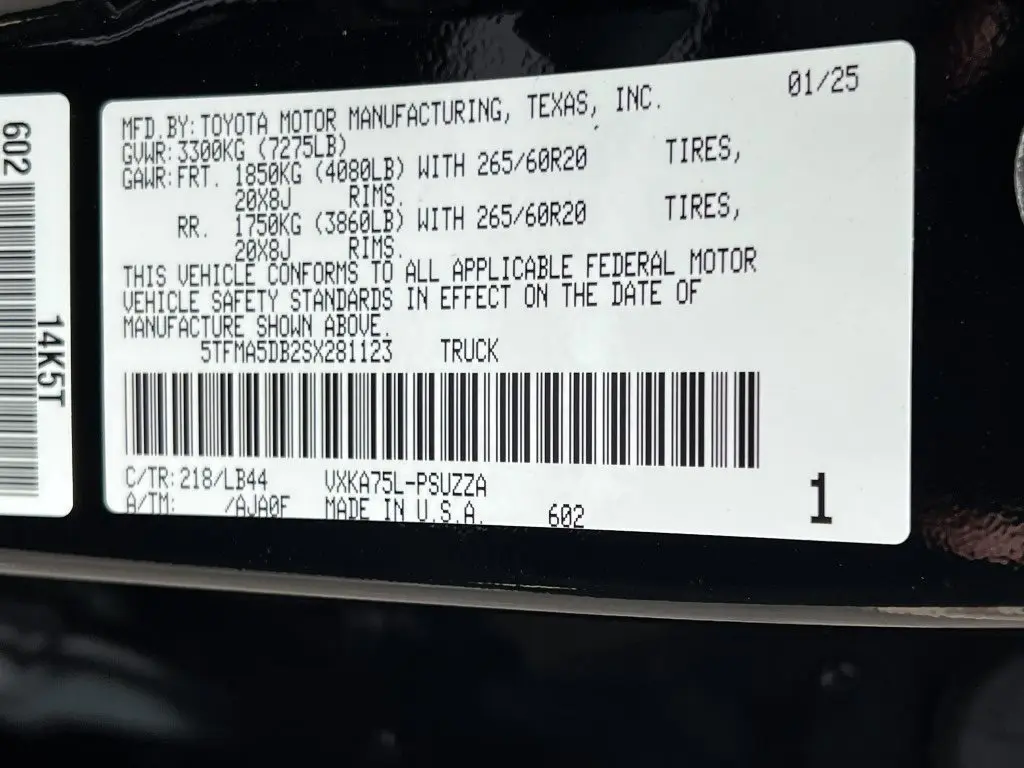 602
14K5T
MFD.BY:TOYOTA MOTOR MANUFACTURING, TEXAS, INC. 01/25
GVWR:3300KG (7275LB)
GAWR:FRT. 1850KG (4080LB) WITH 265/60R20 TIRES,
20X8J RIMS.
RR. 1750KG (3860LB) WITH 265/60R20 TIRES,
20X8J RIMS.
THIS VEHICLE CONFORMS TO ALL APPLICABLE FEDERAL MOTOR
VEHICLE SAFETY STANDARDS IN EFFECT ON THE DATE OF
MANUFACTURE SHOWN ABOVE.
5TFMA5DB2SX281123 TRUCK
C/TR:218/LB44 VXKA75L-PSUZZA
A/TM: /AJA0F MADE IN U.S.A. 602 1